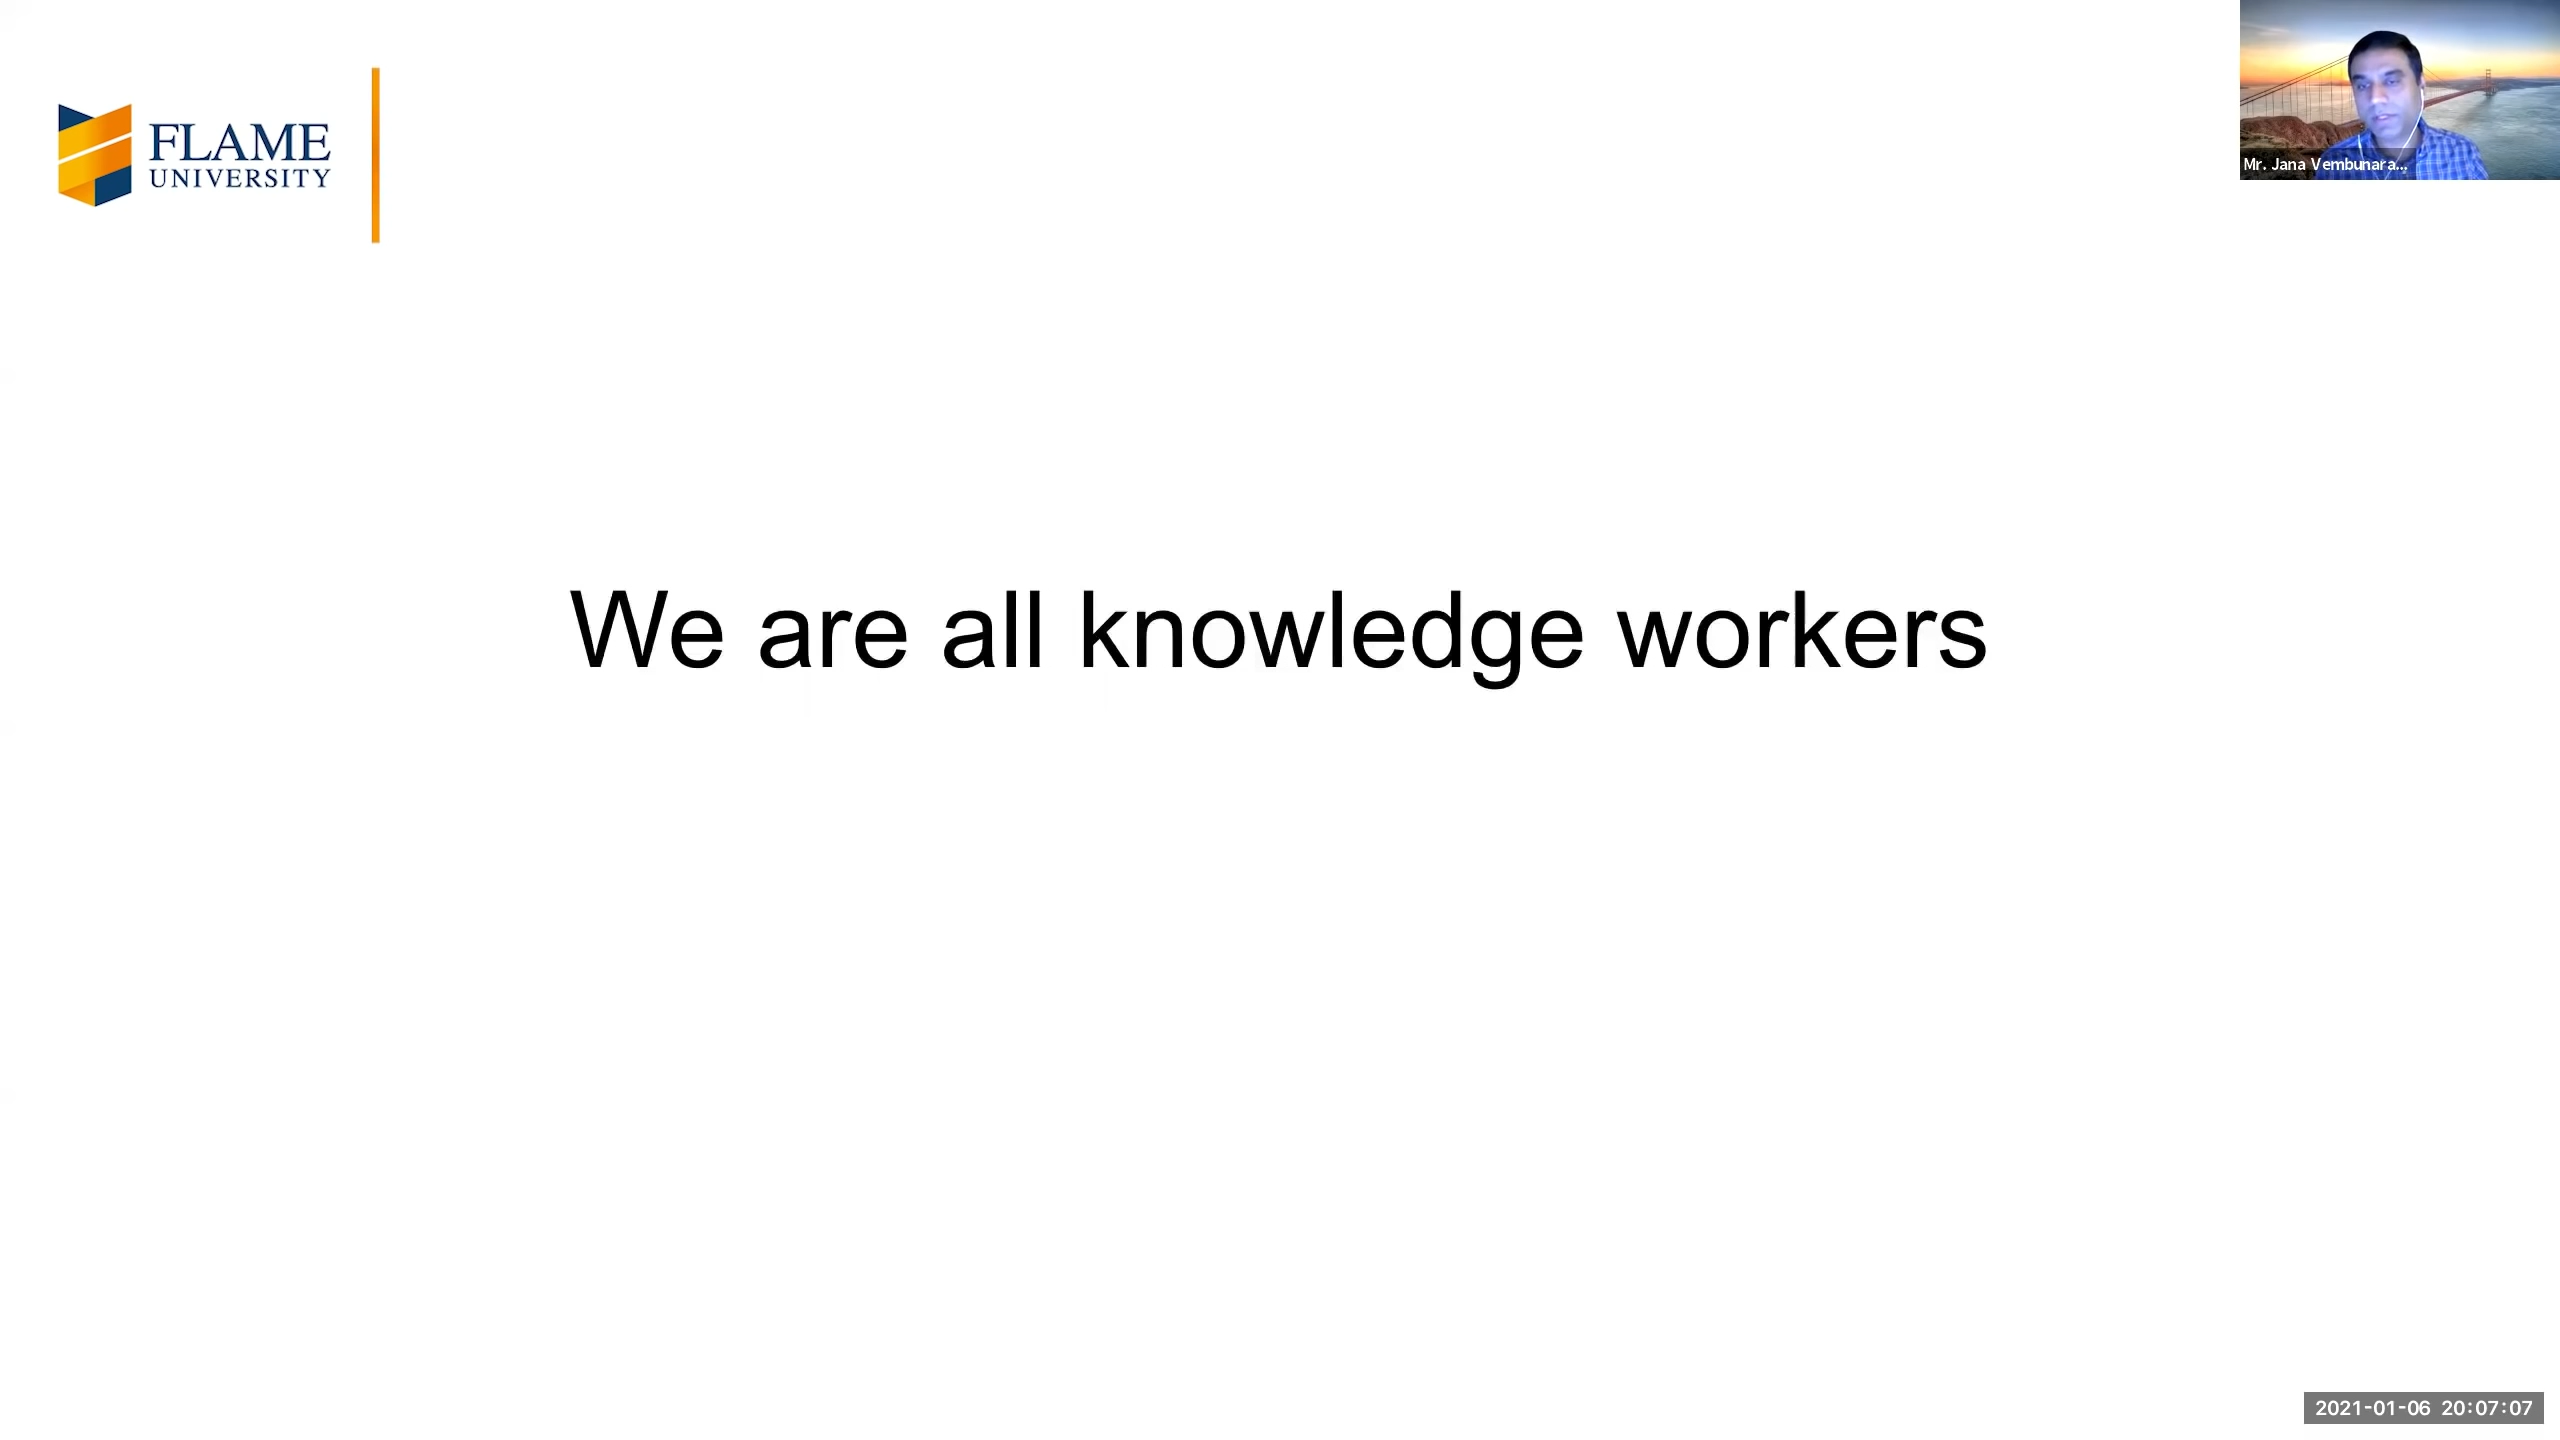 FLAME
UNIVERSITY
Mr. Jana Vembunara...
We are all knowledge workers
2021-01-06 20:07:07